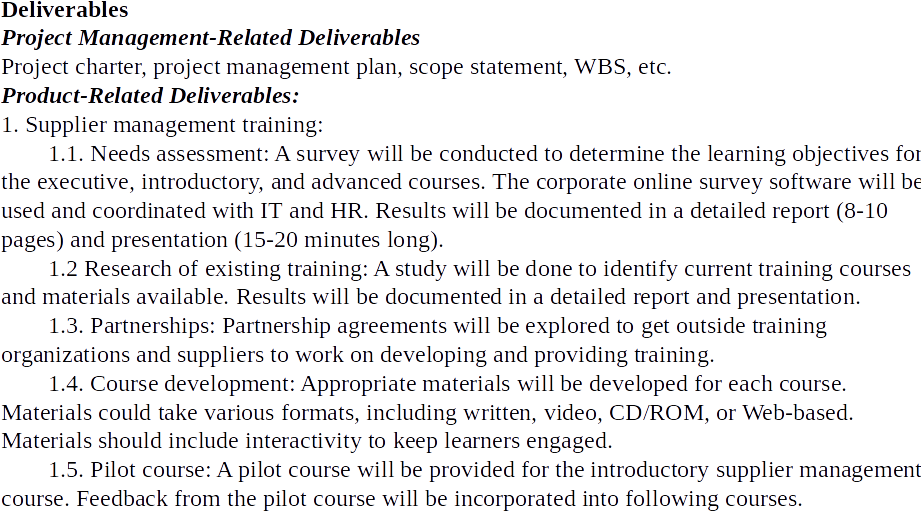 Deliverables
Project Management-Related Deliverables
Project charter, project management plan, scope statement, WBS, etc.
Product-Related Deliverables:
1. Supplier management training:
1.1. Needs assessment: A survey will be conducted to determine the learning objectives for
the executive, introductory, and advanced courses. The corporate online survey software will be
used and coordinated with IT and HR. Results will be documented in a detailed report (8-10
pages) and presentation (15-20 minutes long).
1.2 Research of existing training: A study will be done to identify current training courses
and materials available. Results will be documented in a detailed report and presentation.
1.3. Partnerships: Partnership agreements will be explored to get outside training
organizations and suppliers to work on developing and providing training.
1.4. Course development: Appropriate materials will be developed for each course.
Materials could take various formats, including written, video, CD/ROM, or Web-based.
Materials should include interactivity to keep learners engaged.
1.5. Pilot course: A pilot course will be provided for the introductory supplier management
course. Feedback from the pilot course will be incorporated into following courses.